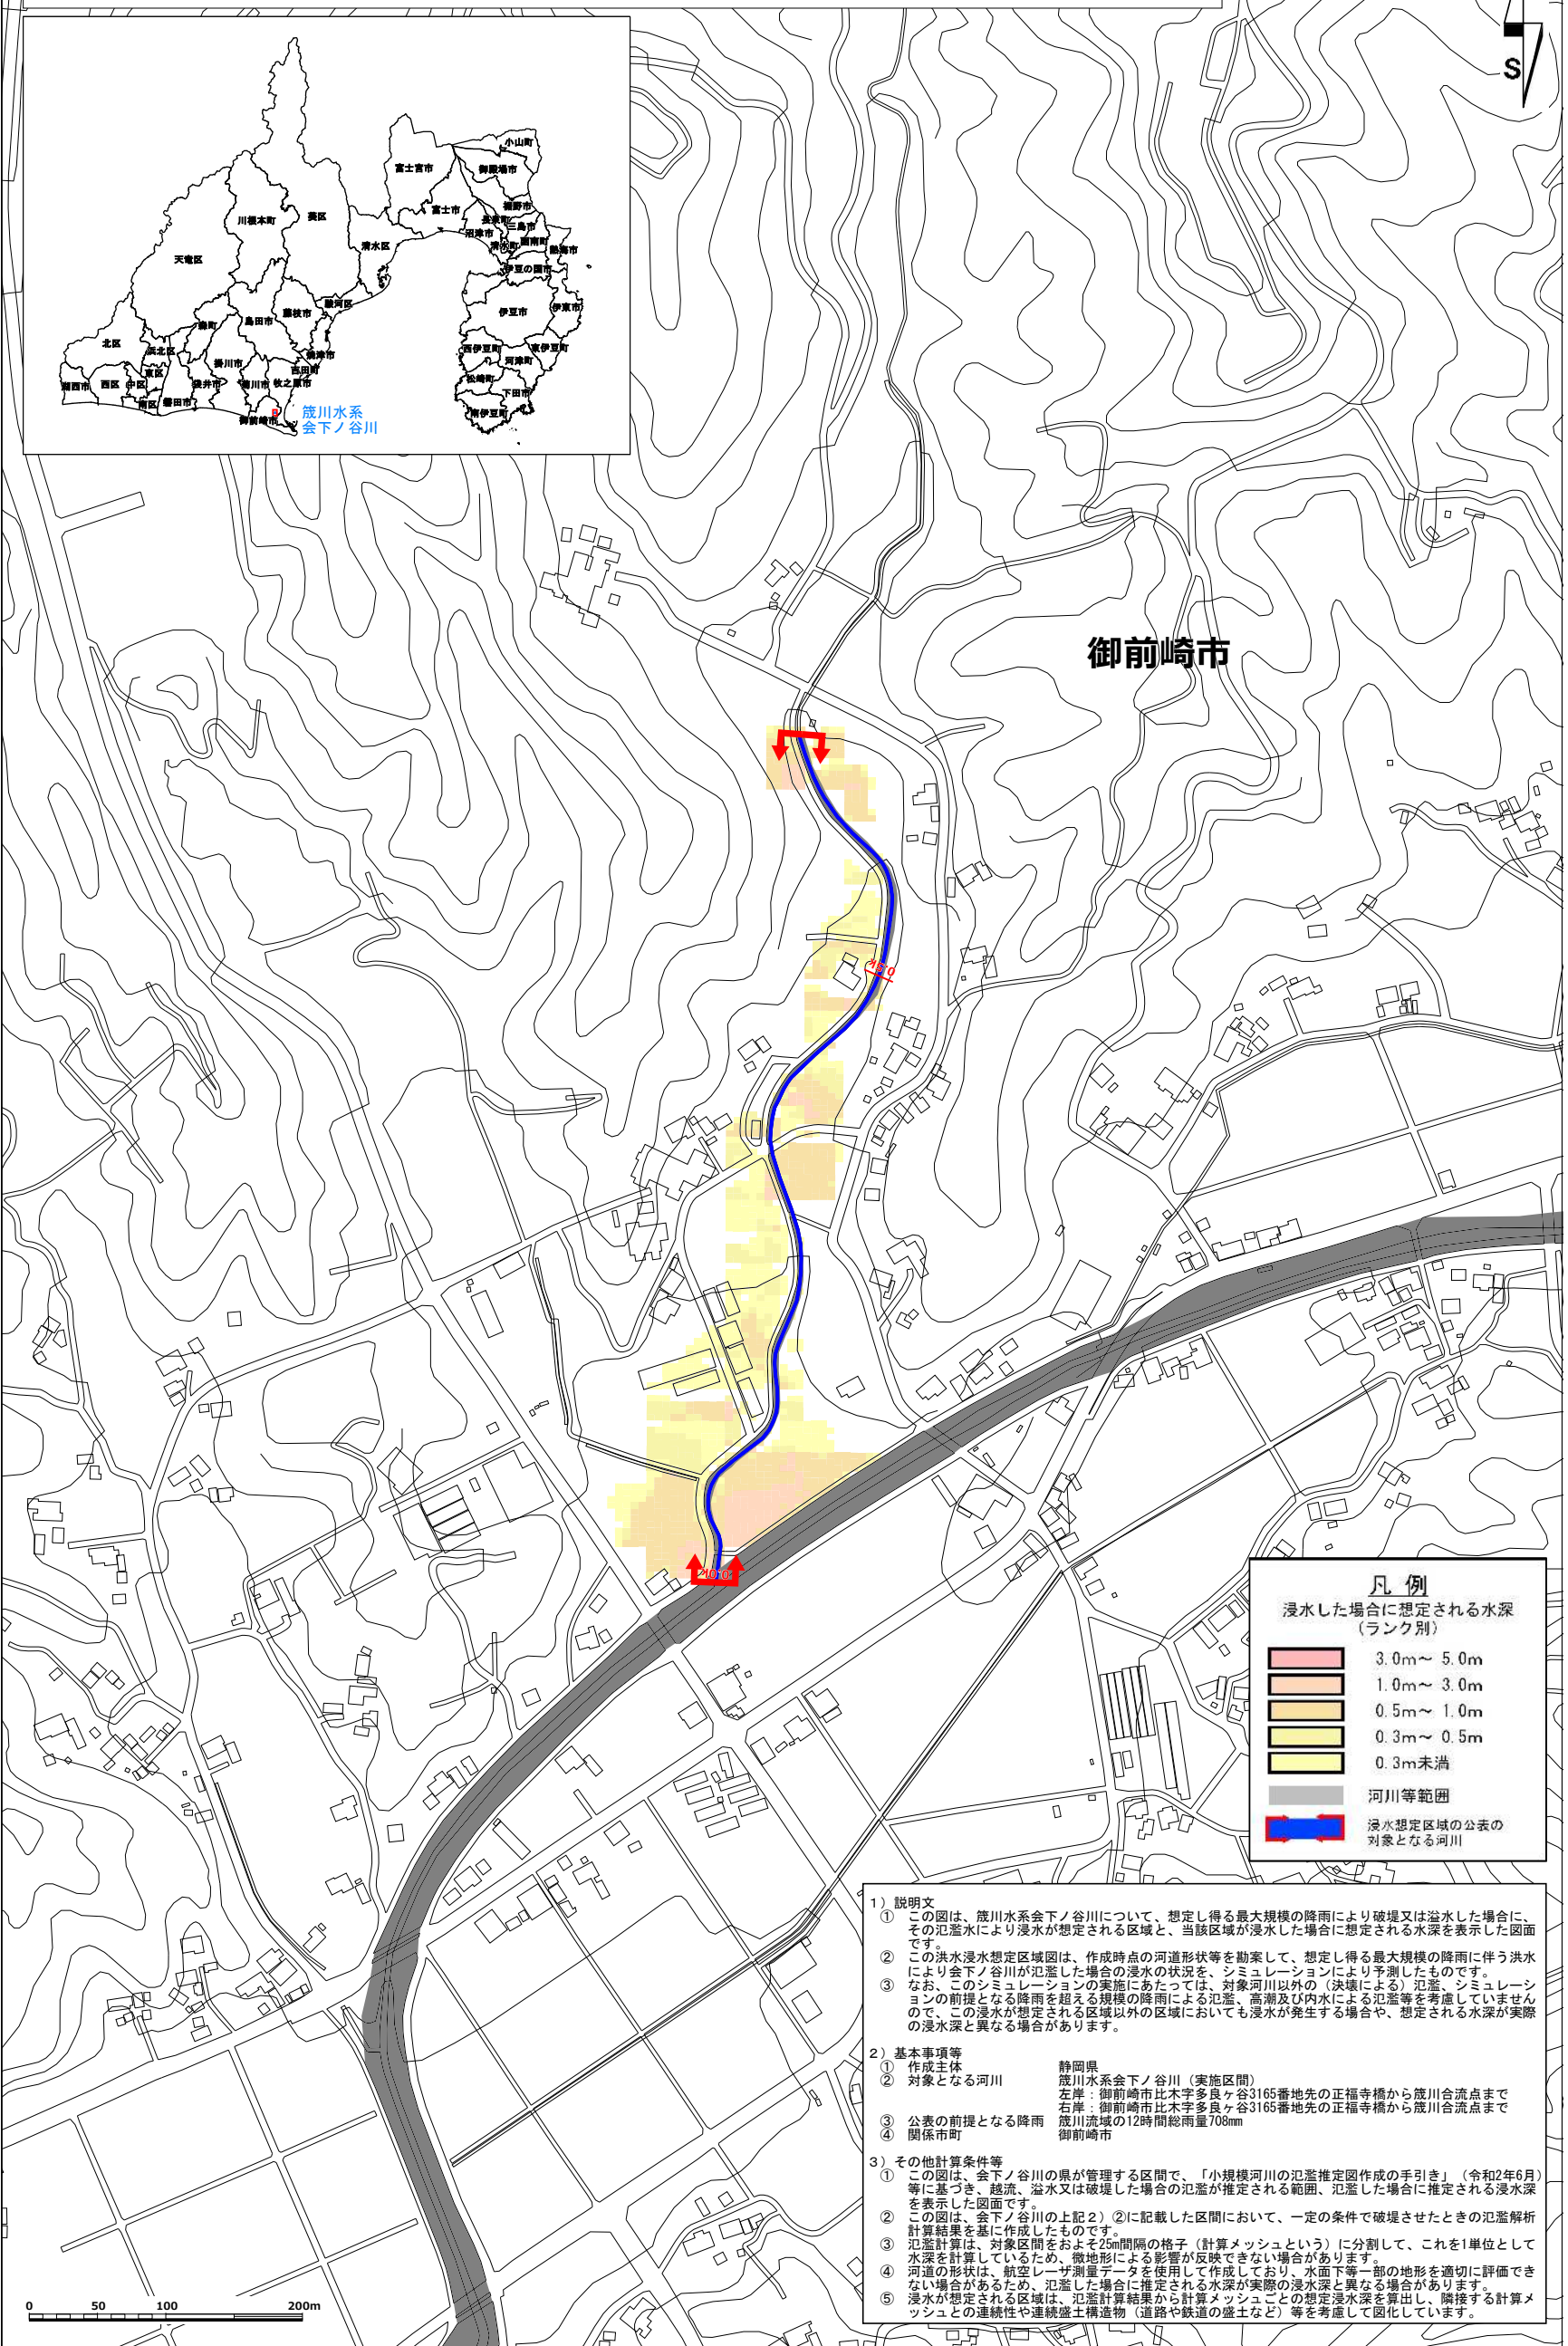 S
小山町
富士宮市
御殿場市
裾野市
富士市
長泉町
三島市
沼津市
清水町
函南町
熱海市
伊豆の国市
川根本町
葵区
清水区
天竜区
伊豆市
伊東市
駿河区
藤枝市
島田市
森町
北区
浜北区
焼津市
西伊豆町
東伊豆町
河津町
掛川市
吉田町
東区
湖西市
西区
中区
袋井市
菊川市
牧之原市
松崎町
下田市
南区
磐田市
南伊豆町
御前崎市
筬川水系
会下ノ谷川
御前崎市
0.5K
0.0K
凡 例
浸水した場合に想定される水深
(ランク別)
3.0m～ 5.0m
1.0m～ 3.0m
0.5m～ 1.0m
0.3m～ 0.5m
0.3m未満
河川等範囲
浸水想定区域の公表の
対象となる河川
1）説明文
① この図は、筬川水系会下ノ谷川について、想定し得る最大規模の降雨により破堤又は溢水した場合に、
その氾濫水により浸水が想定される区域と、当該区域が浸水した場合に想定される水深を表示した図面
です。
② この洪水浸水想定区域図は、作成時点の河道形状等を勘案して、想定し得る最大規模の降雨に伴う洪水
により会下ノ谷川が氾濫した場合の浸水の状況を、シミュレーションにより予測したものです。
③ なお、このシミュレーションの実施にあたっては、対象河川以外の（決壊による）氾濫、シミュレーシ
ョンの前提となる降雨を超える規模の降雨による氾濫、高潮及び内水による氾濫等を考慮していません
ので、この浸水が想定される区域以外の区域においても浸水が発生する場合や、想定される水深が実際
の浸水深と異なる場合があります。
2）基本事項等
① 作成主体 静岡県
② 対象となる河川 筬川水系会下ノ谷川（実施区間）
左岸：御前崎市比木字多良ヶ谷3165番地先の正福寺橋から筬川合流点まで
右岸：御前崎市比木字多良ヶ谷3165番地先の正福寺橋から筬川合流点まで
③ 公表の前提となる降雨 筬川流域の12時間総雨量708mm
④ 関係市町 御前崎市
3）その他計算条件等
① この図は、会下ノ谷川の県が管理する区間で、「小規模河川の氾濫推定図作成の手引き」（令和2年6月）
等に基づき、越流、溢水又は破堤した場合の氾濫が推定される範囲、氾濫した場合に推定される浸水深
を表示した図面です。
② この図は、会下ノ谷川の上記２）②に記載した区間において、一定の条件で破堤させたときの氾濫解析
計算結果を基に作成したものです。
③ 氾濫計算は、対象区間をおよそ25m間隔の格子（計算メッシュという）に分割して、これを1単位として
水深を計算しているため、微地形による影響が反映できない場合があります。
④ 河道の形状は、航空レーザ測量データを使用して作成しており、水面下等一部の地形を適切に評価でき
ない場合があるため、氾濫した場合に推定される水深が実際の浸水深と異なる場合があります。
⑤ 浸水が想定される区域は、氾濫計算結果から計算メッシュごとの想定浸水深を算出し、隣接する計算メ
ッシュとの連続性や連続盛土構造物（道路や鉄道の盛土など）等を考慮して図化しています。
0 50 100 200m